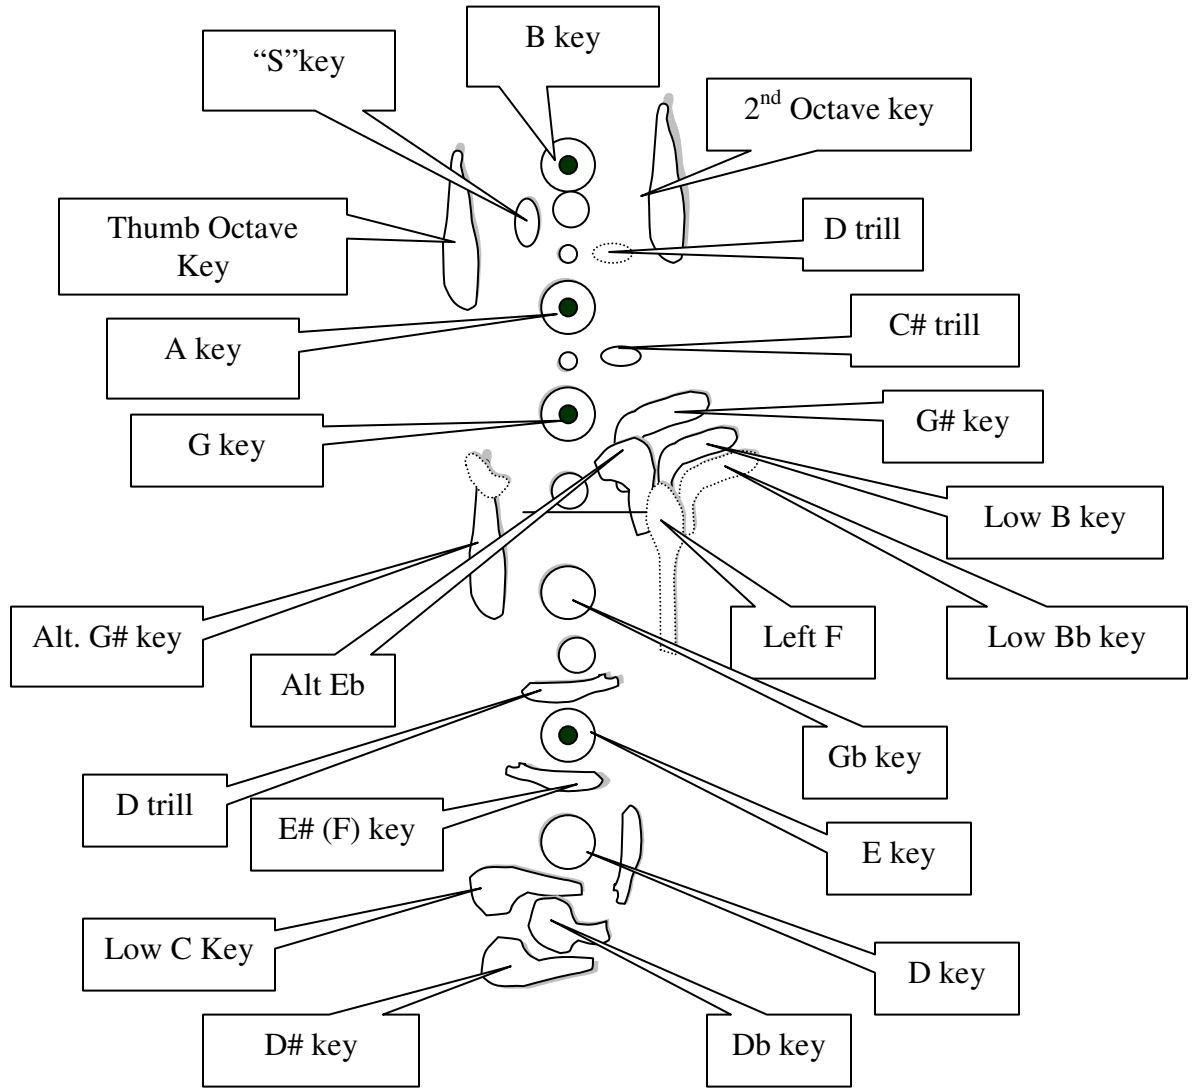 B key
“S”key
2nd Octave key
Thumb Octave
Key
D trill
C# trill
A key
G# key
G key
Low B key
Alt. G# key
Left F
Low Bb key
Alt Eb
Gb key
D trill
E# (F) key
E key
Low C Key
D key
D# key
Db key